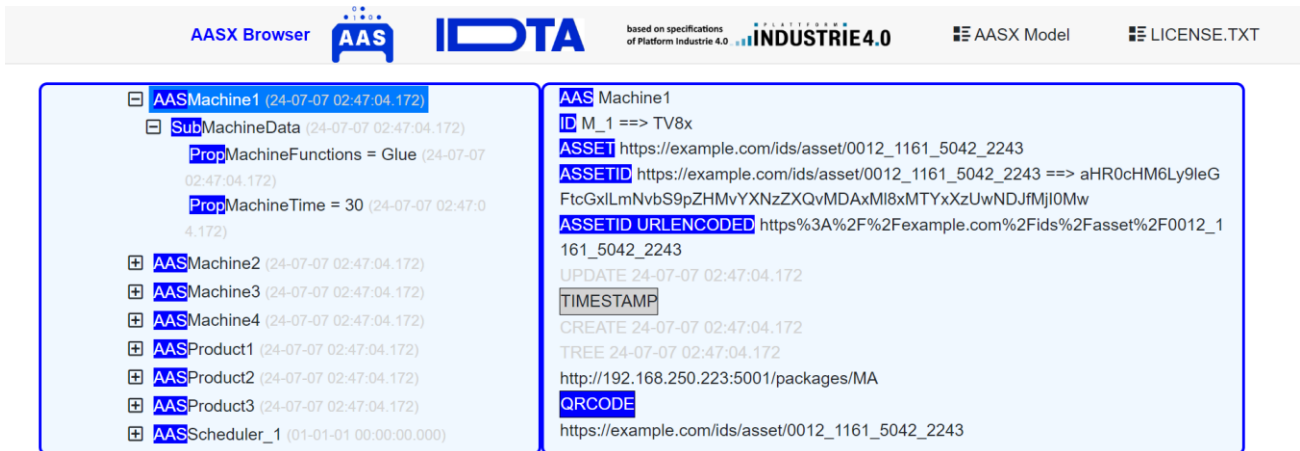 AASX Browser
AAS
IDTA
based on specifications
of Platform Industrie 4.0
PLATTFORM
INDUSTRIE4.0
AASX Model
LICENSE.TXT
AASMachine1 (24-07-07 02:47:04.172)
SubMachineData (24-07-07 02:47:04.172)
PropMachineFunctions = Glue (24-07-07
02:47:04.172)
PropMachineTime = 30 (24-07-07 02:47:0
4.172)
AASMachine2 (24-07-07 02:47:04.172)
AASMachine3 (24-07-07 02:47:04.172)
AASMachine4 (24-07-07 02:47:04.172)
AASProduct1 (24-07-07 02:47:04.172)
AASProduct2 (24-07-07 02:47:04.172)
AASProduct3 (24-07-07 02:47:04.172)
AASScheduler_1 (01-01-01 00:00:00.000)
AAS Machine1
ID M_1 ==> TV8x
ASSET https://example.com/ids/asset/0012_1161_5042_2243
ASSETID https://example.com/ids/asset/0012_1161_5042_2243 ==> aHR0cHM6Ly9leG
FtcGxlLmNvbS9pZHMvYXNzZXQvMDAxMl8xMTYxXzUwNDJfMjI0Mw
ASSETID URLENCODED https%3A%2F%2Fexample.com%2Fids%2Fasset%2F0012_1
161_5042_2243
UPDATE 24-07-07 02:47:04.172
TIMESTAMP
CREATE 24-07-07 02:47:04.172
TREE 24-07-07 02:47:04.172
http://192.168.250.223:5001/packages/MA
QRCODE
https://example.com/ids/asset/0012_1161_5042_2243